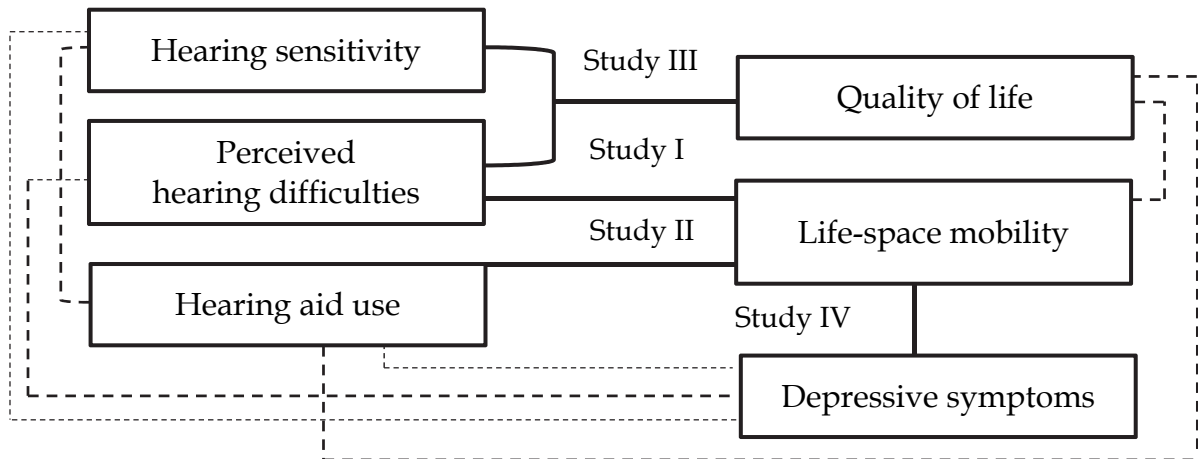 Hearing sensitivity
Perceived
hearing difficulties
Hearing aid use
Study III
Study I
Study II
Study IV
Quality of life
Life-space mobility
Depressive symptoms